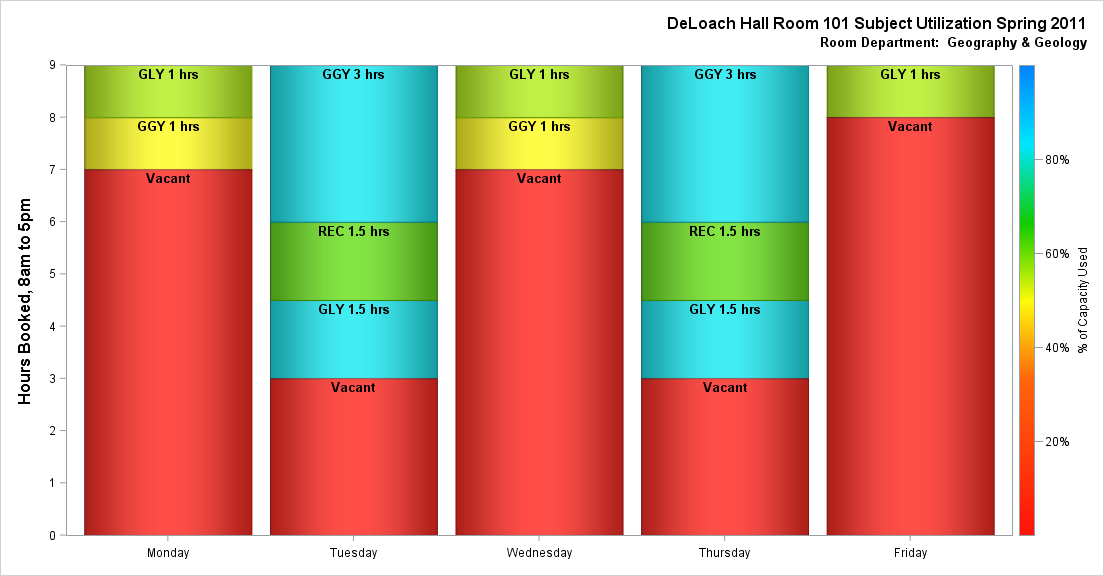 DeLoach Hall Room 101 Subject Utilization Spring 2011
Room Department:  Geography & Geology
Hours Booked, 8am to 5pm
9
8
7
6
5
4
3
2
1
0
GLY 1 hrs
GGY 1 hrs
Vacant
GGY 3 hrs
REC 1.5 hrs
GLY 1.5 hrs
Vacant
GLY 1 hrs
GGY 1 hrs
Vacant
GGY 3 hrs
REC 1.5 hrs
GLY 1.5 hrs
Vacant
GLY 1 hrs
Vacant
Monday
Tuesday
Wednesday
Thursday
Friday
80%
60%
40%
20%
% of Capacity Used